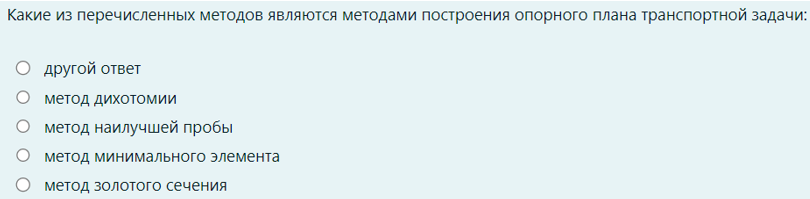 Какие из перечисленных методов являются методами построения опорного плана транспортной задачи:
другой ответ
метод дихотомии
метод наилучшей пробы
метод минимального элемента
метод золотого сечения